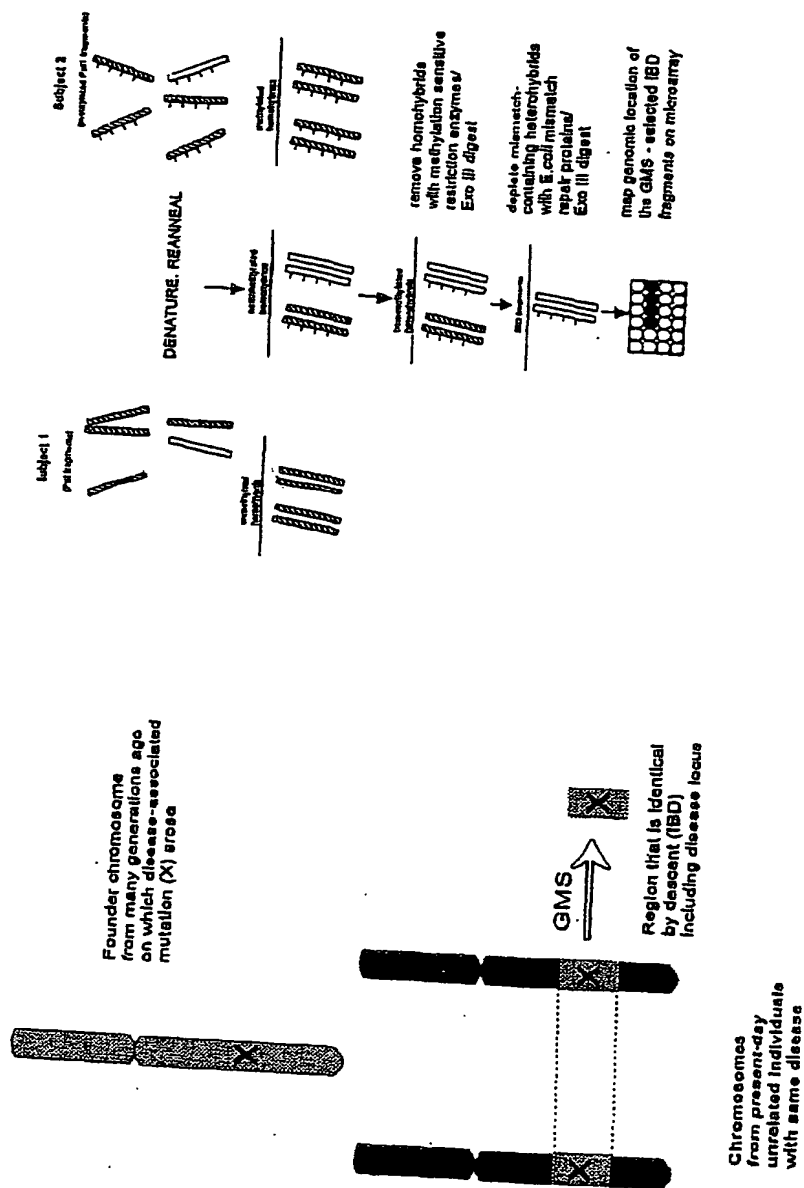 Founder chromosome
from many generations ago
on which disease-associated
mutation (X) arose
X
X
X
GMS
X
Region that is identical
by descent (IBD)
including disease locus
Chromosomes
from present-day
unrelated individuals
with same disease
Subject 1
Subject 2
DENATURE, REANNEAL
remove homohybrids
with methylation sensitive
restriction enzymes/
Exo III digest
deplete mismatch-
containing heterohybrids
with E.coli mismatch
repair proteins/
Exo III digest
map genomic location of
the GMS - selected IBD
fragments on microarray